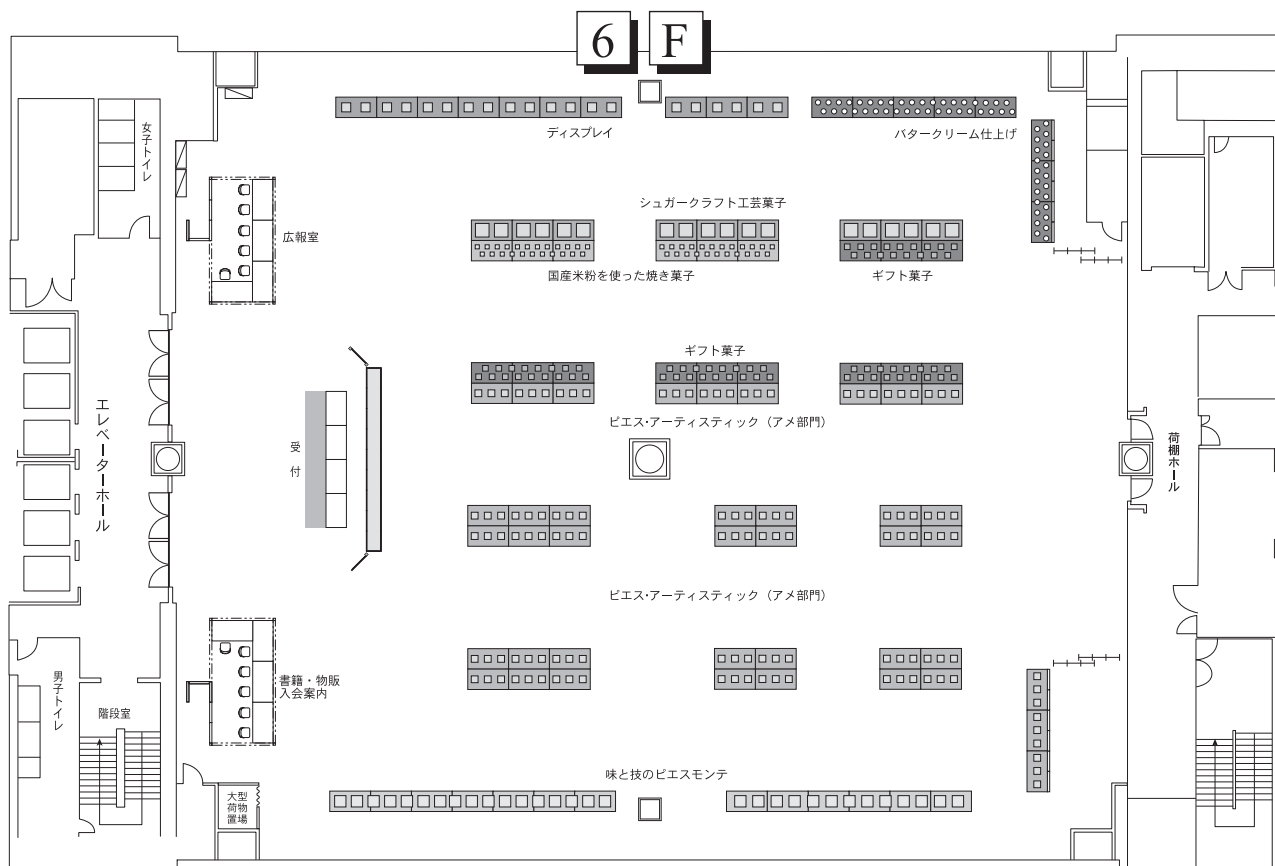 6 F
ディスプレイ
バタークリーム仕上げ
女子トイレ
シュガークラフト工芸菓子
広報室
国産米粉を使った焼き菓子
ギフト菓子
ギフト菓子
エレベーターホール
受付
ピエス・アーティスティック（アメ部門）
荷棚ホール
ピエス・アーティスティック（アメ部門）
男子トイレ
階段室
書籍・物販
入会案内
味と技のピエスモンテ
大型
荷物
置場